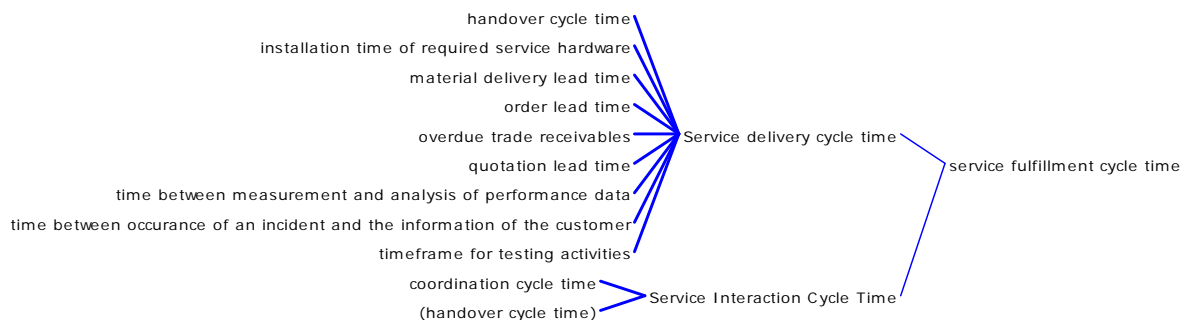 handover cycle time
installation time of required service hardware
material delivery lead time
order lead time
overdue trade receivables
Service delivery cycle time
quotation lead time
service fulfillment cycle time
time between measurement and analysis of performance data
time between occurance of an incident and the information of the customer
timeframe for testing activities
coordination cycle time
Service Interaction Cycle Time
(handover cycle time)